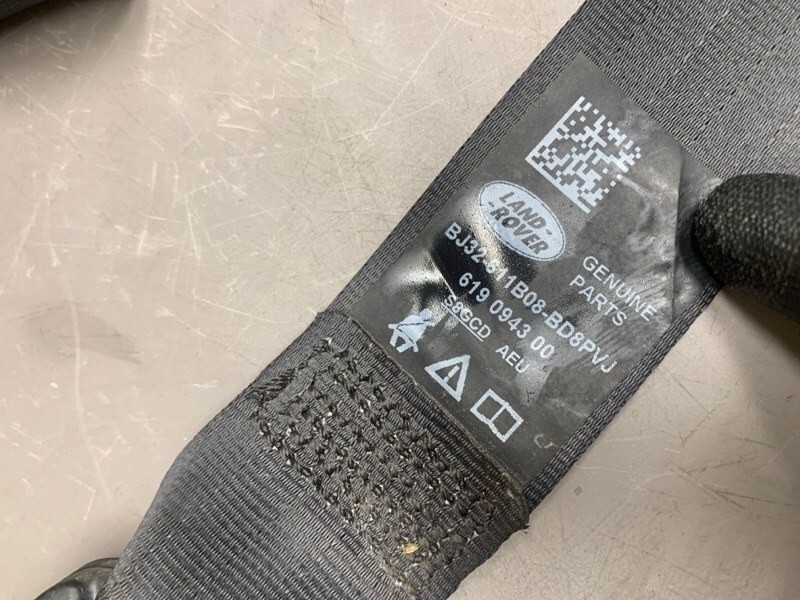 LAND-
-ROVER
GENUINE
PARTS
BJ32-611B08-BD8PVJ
619 0943 00
AEU